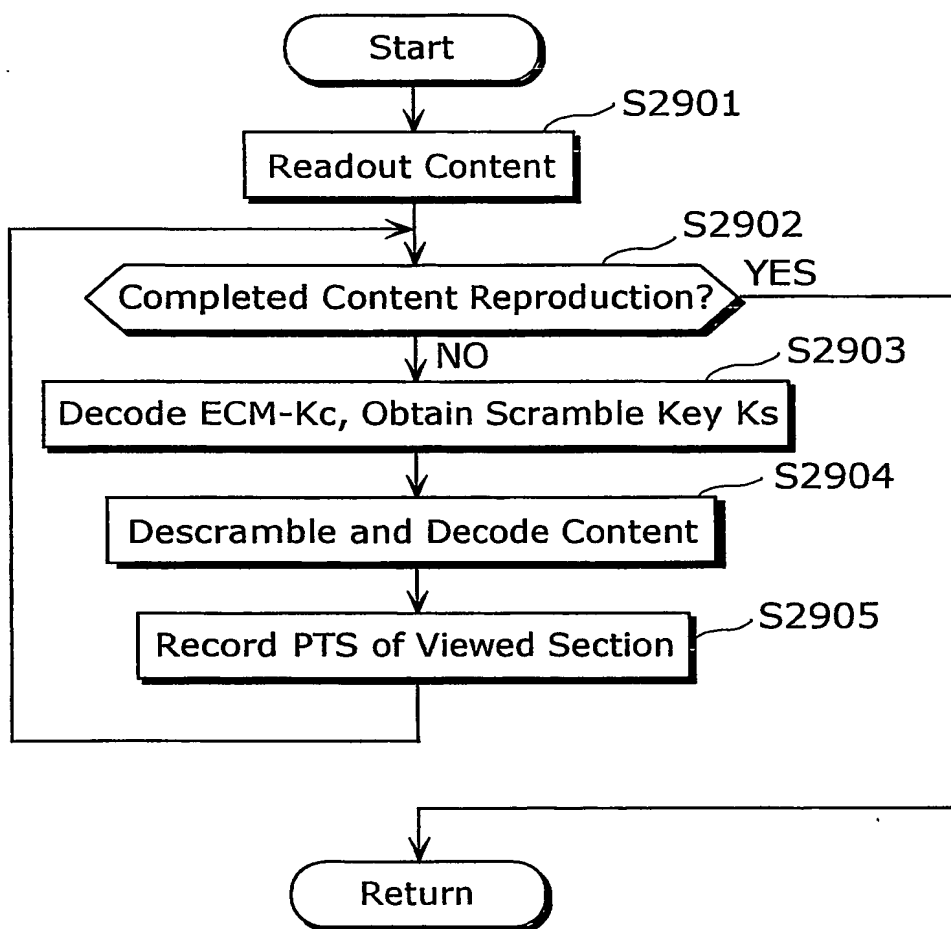 Start
S2901
Readout Content
S2902
Completed Content Reproduction?
YES
NO
S2903
Decode ECM-Kc, Obtain Scramble Key Ks
S2904
Descramble and Decode Content
S2905
Record PTS of Viewed Section
Return